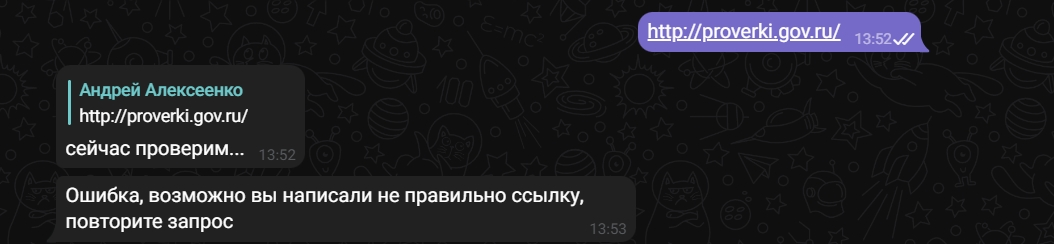 http://proverki.gov.ru/ 13:52
Андрей Алексеенко
http://proverki.gov.ru/
сейчас проверим... 13:52
Ошибка, возможно вы написали не правильно ссылку,
повторите запрос 13:53